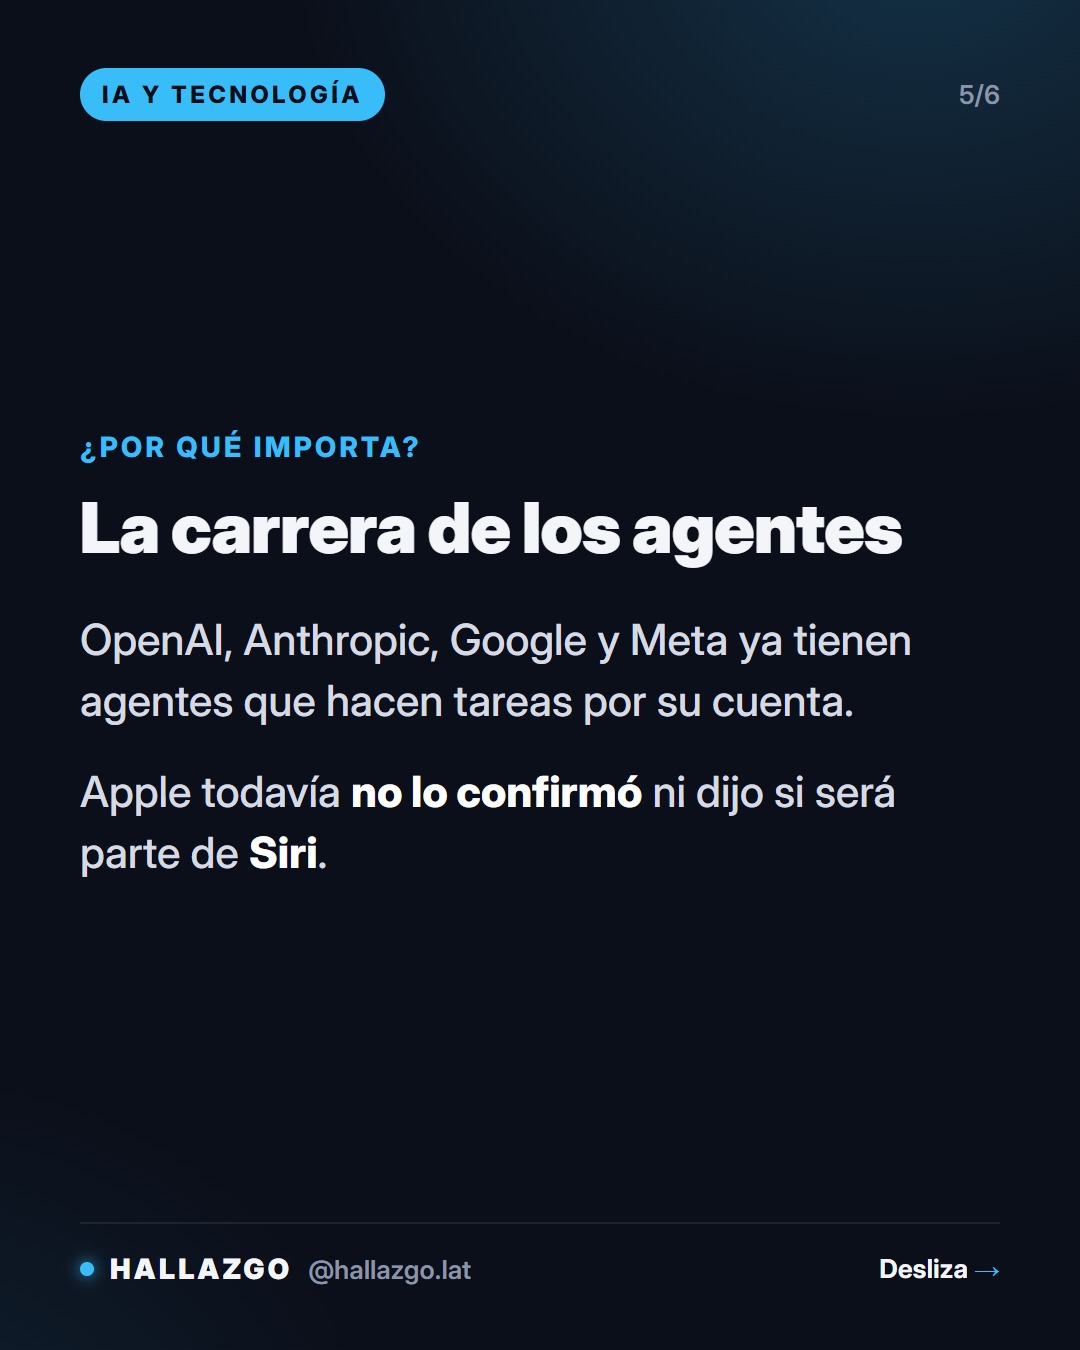 IA Y TECNOLOGÍA
5/6
¿POR QUÉ IMPORTA?
La carrera de los agentes
OpenAI, Anthropic, Google y Meta ya tienen
agentes que hacen tareas por su cuenta.
Apple todavía no lo confirmó ni dijo si será
parte de Siri.
HALLAZGO @hallazgo.lat
Desliza →